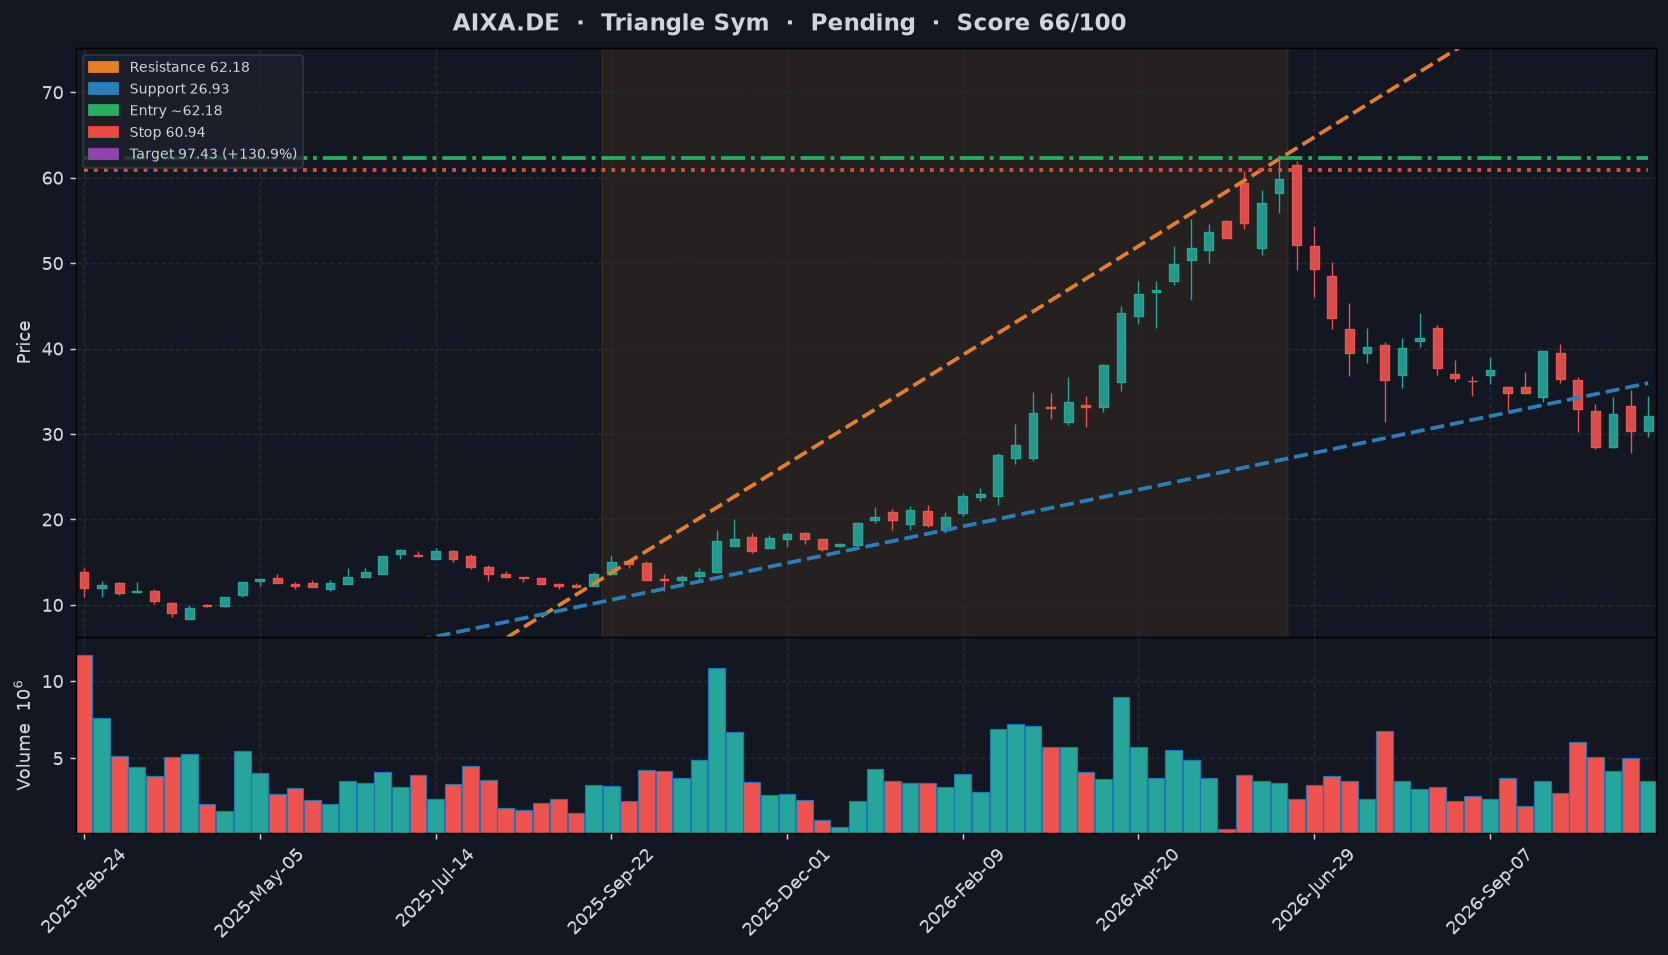 AIXA.DE · Triangle Sym · Pending · Score 66/100
Resistance 62.18
Support 26.93
Entry ~62.18
Stop 60.94
Target 97.43 (+130.9%)
Price
70
60
50
40
30
20
10
Volume 10⁶
10
5
2025-Feb-24
2025-May-05
2025-Jul-14
2025-Sep-22
2025-Dec-01
2026-Feb-09
2026-Apr-20
2026-Jun-29
2026-Sep-07